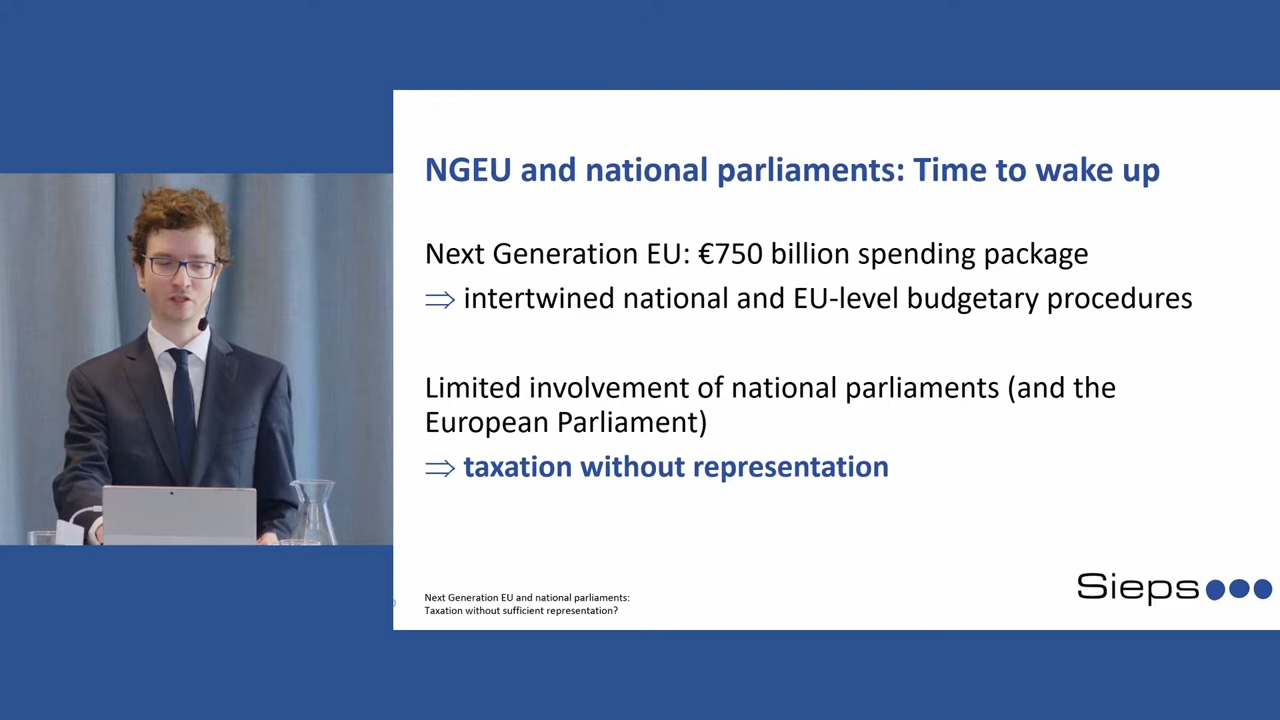 NGEU and national parliaments: Time to wake up
Next Generation EU: €750 billion spending package
⇒ intertwined national and EU-level budgetary procedures
Limited involvement of national parliaments (and the
European Parliament)
⇒ taxation without representation
Next Generation EU and national parliaments:
Taxation without sufficient representation?
Sieps